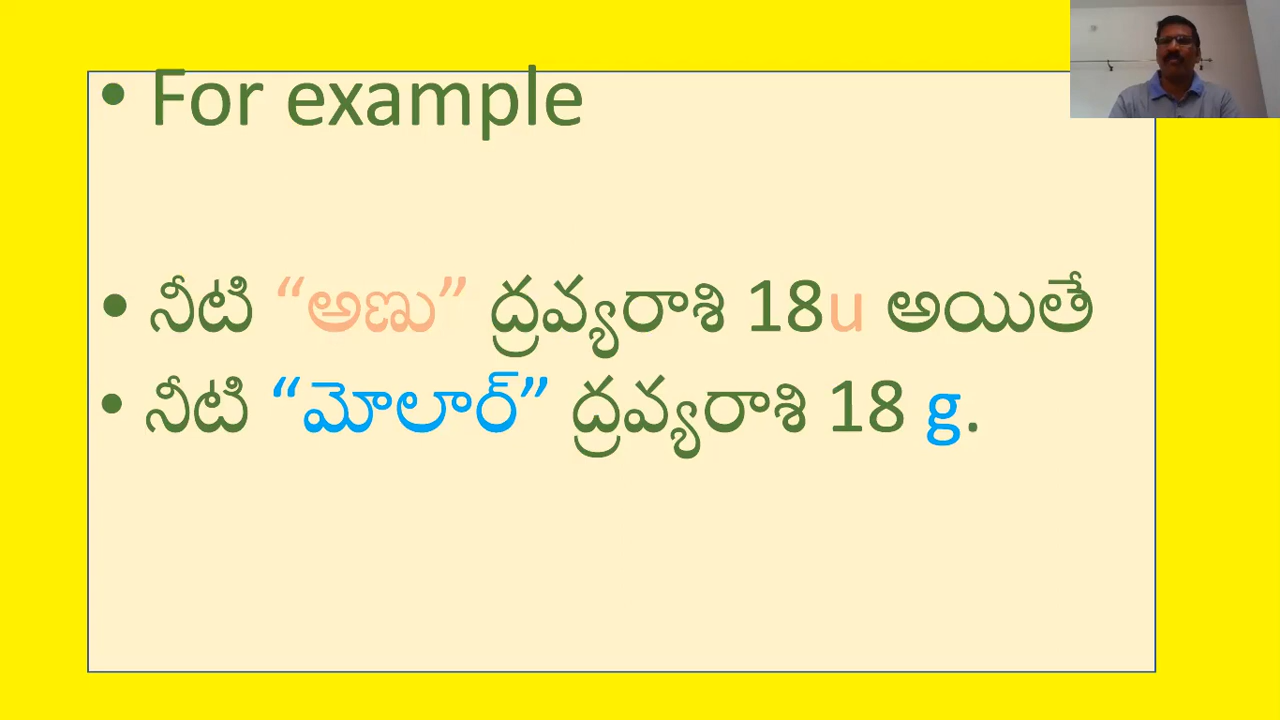 • For example
• నీటి “అణు” ద్రవ్యరాశి 18u అయితే
• నీటి “మోలార్” ద్రవ్యరాశి 18 g.